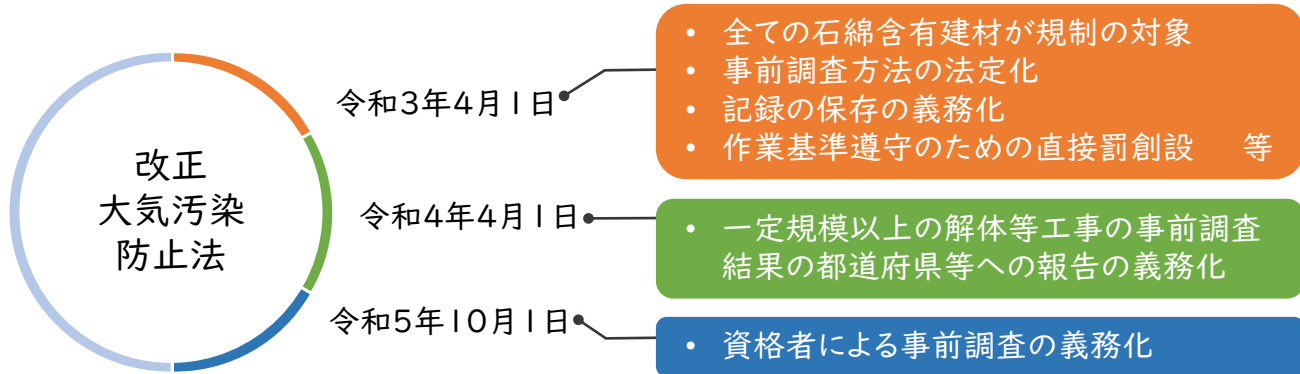 改正
大気汚染
防止法
令和3年4月1日
• 全ての石綿含有建材が規制の対象
• 事前調査方法の法定化
• 記録の保存の義務化
• 作業基準遵守のための直接罰創設　等
令和4年4月1日
• 一定規模以上の解体等工事の事前調査
結果の都道府県等への報告の義務化
令和5年10月1日
• 資格者による事前調査の義務化